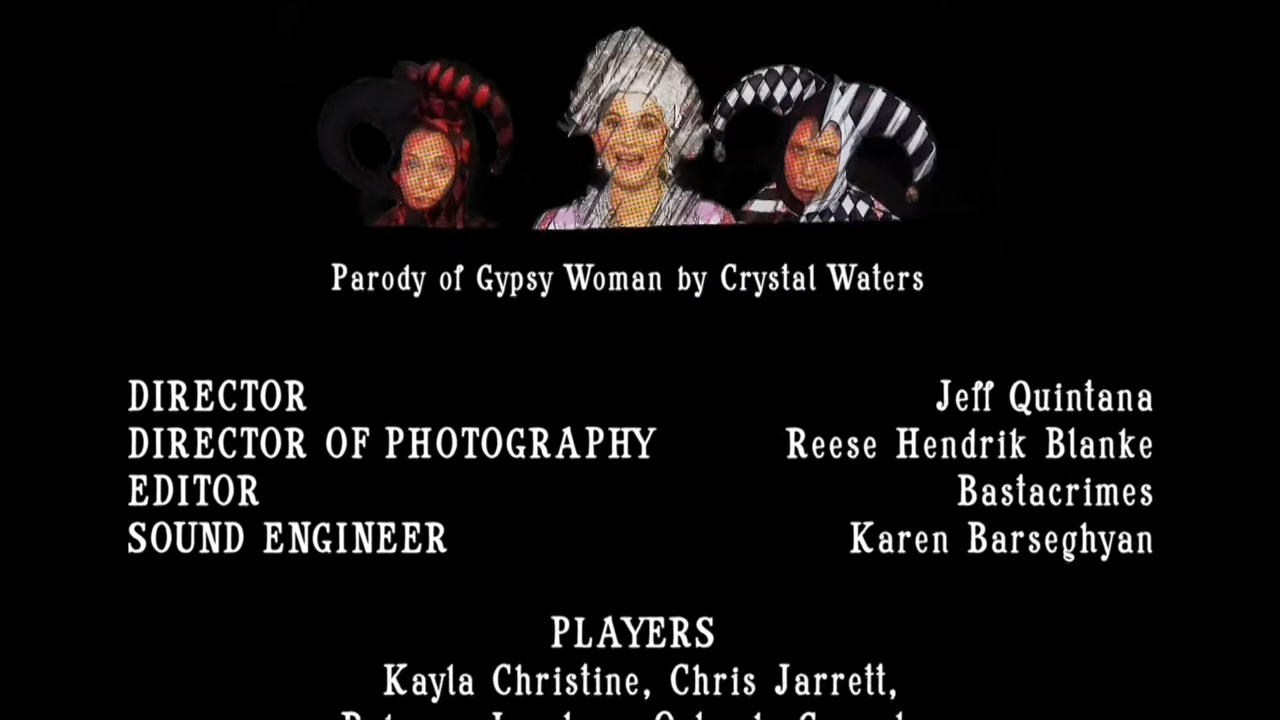 Parody of Gypsy Woman by Crystal Waters
DIRECTOR Jeff Quintana
DIRECTOR OF PHOTOGRAPHY Reese Hendrik Blanke
EDITOR Bastacrimes
SOUND ENGINEER Karen Barseghyan
PLAYERS
Kayla Christine, Chris Jarrett,